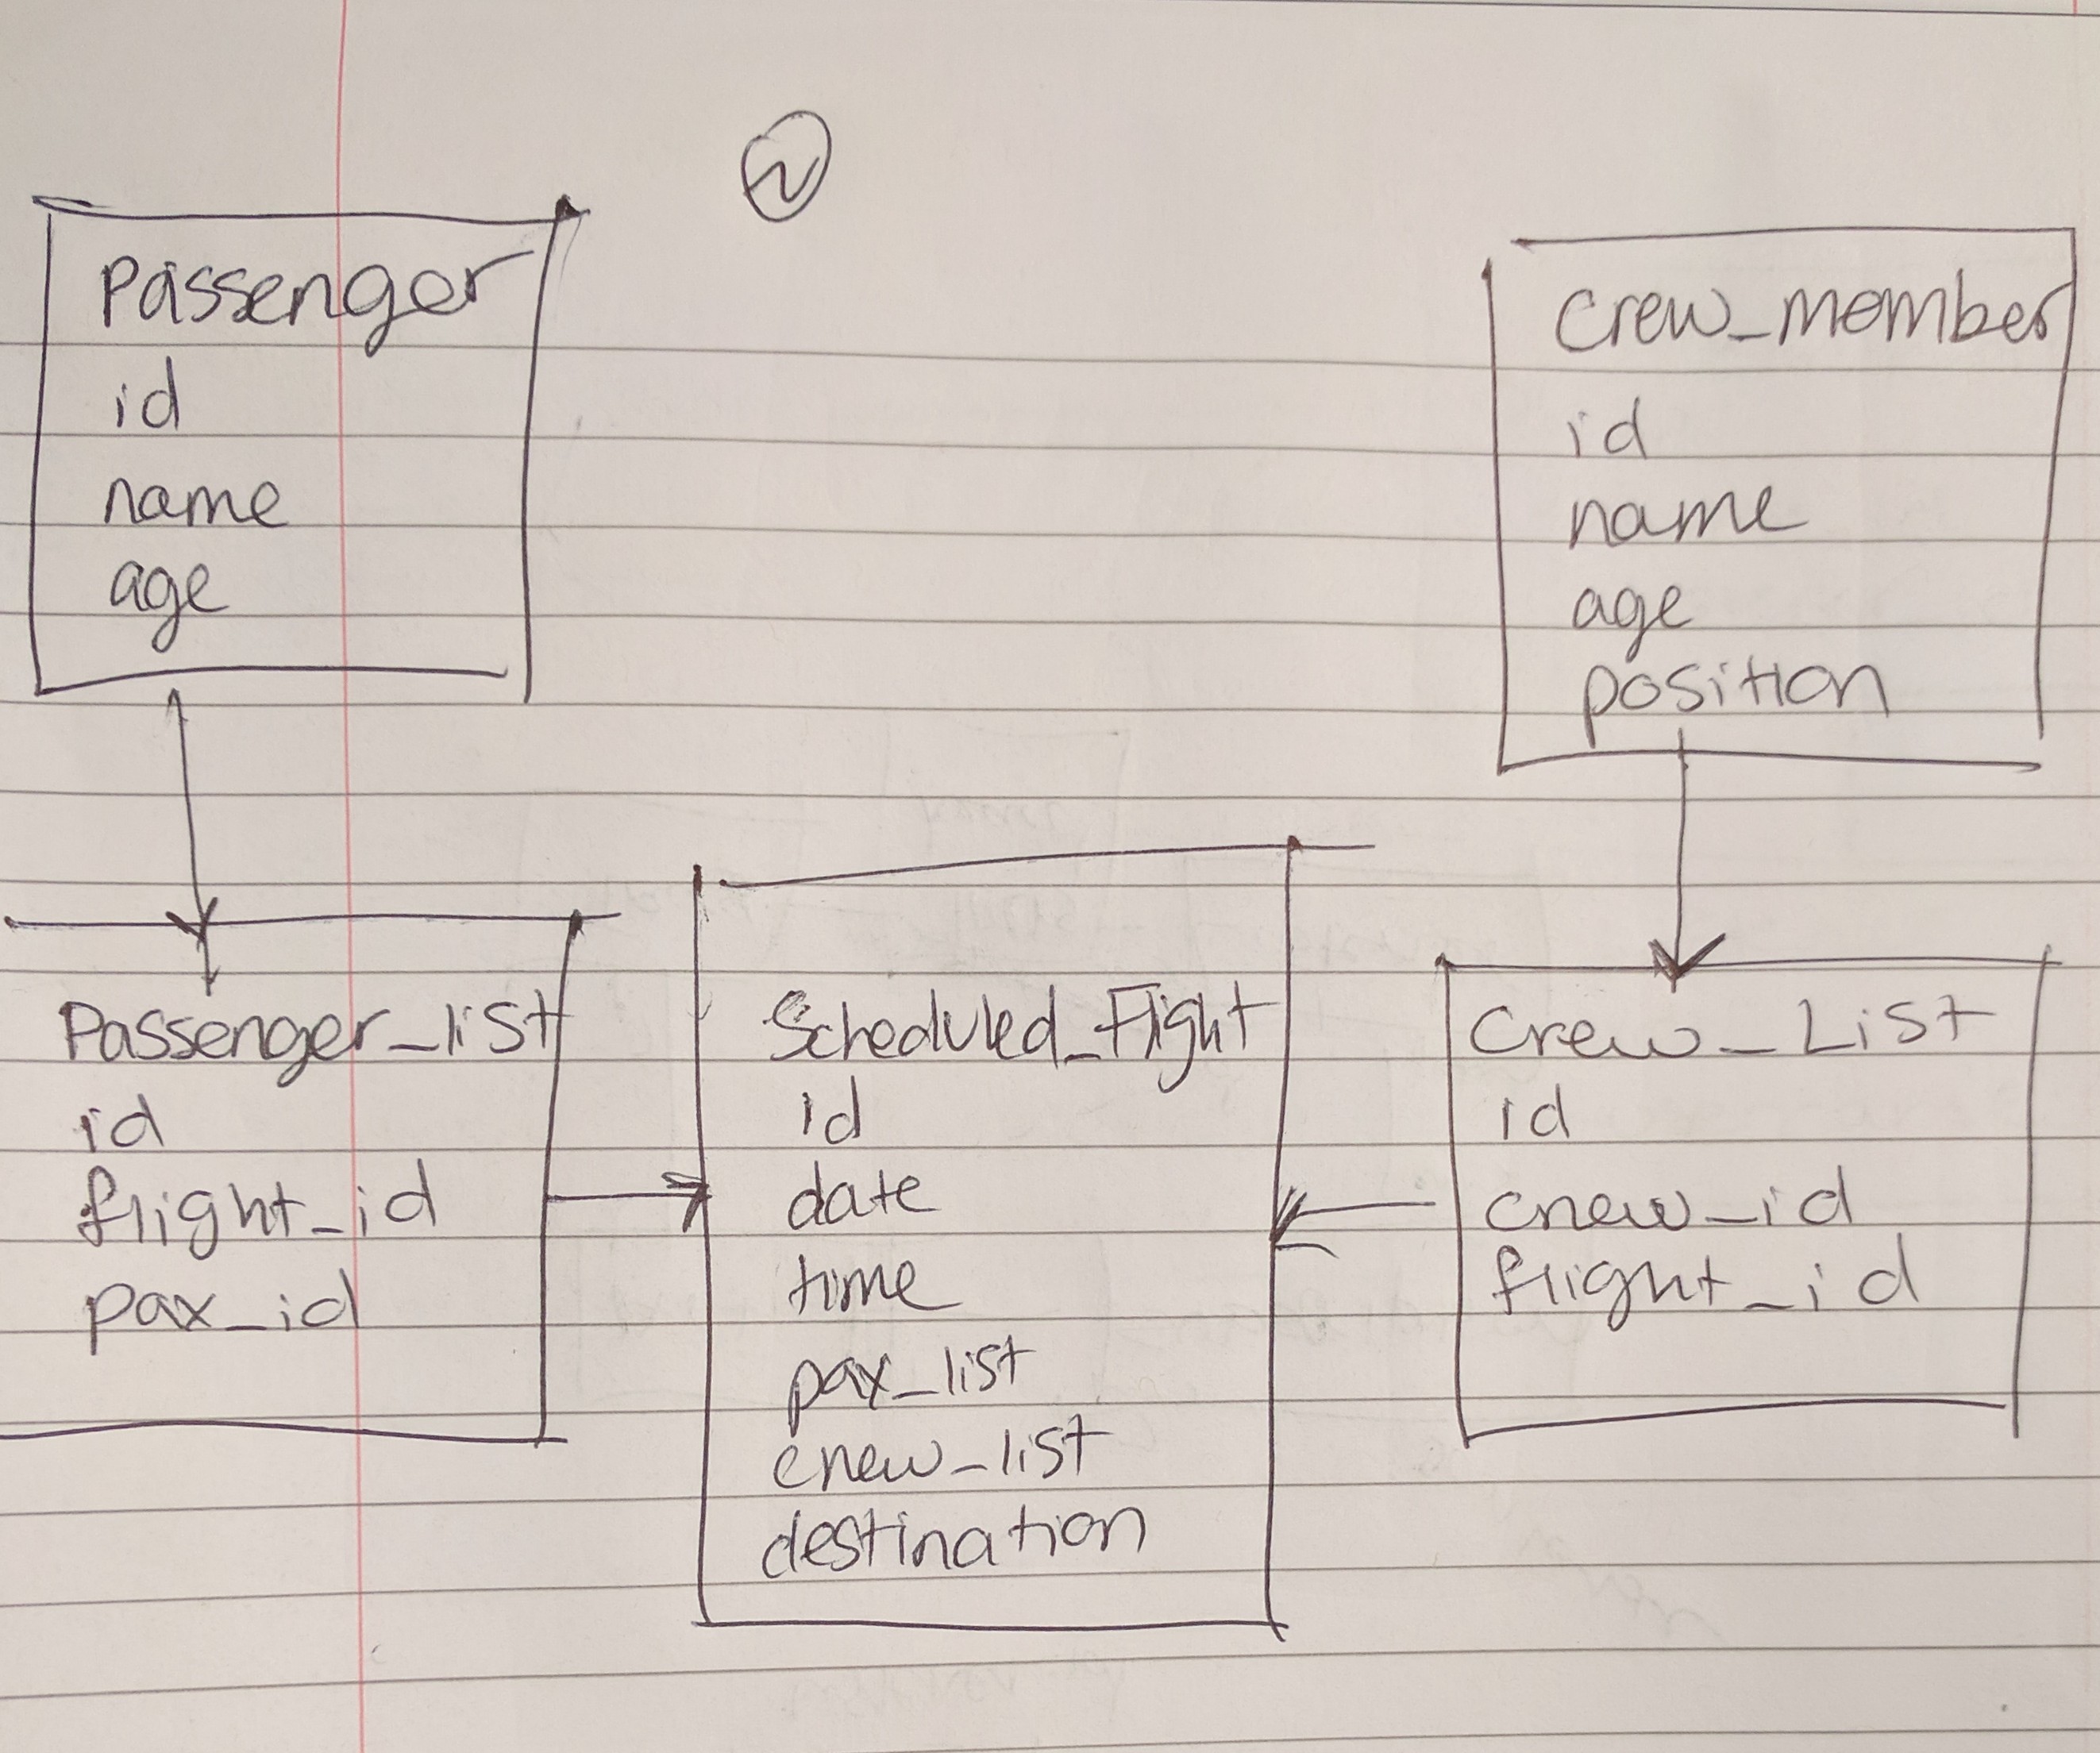 2
Passenger
id
name
age
Crew_member
id
name
age
position
Passenger_list
id
flight_id
pax_id
Scheduled_Flight
id
date
time
pax_list
crew_list
destination
Crew_List
id
crew_id
flight_id